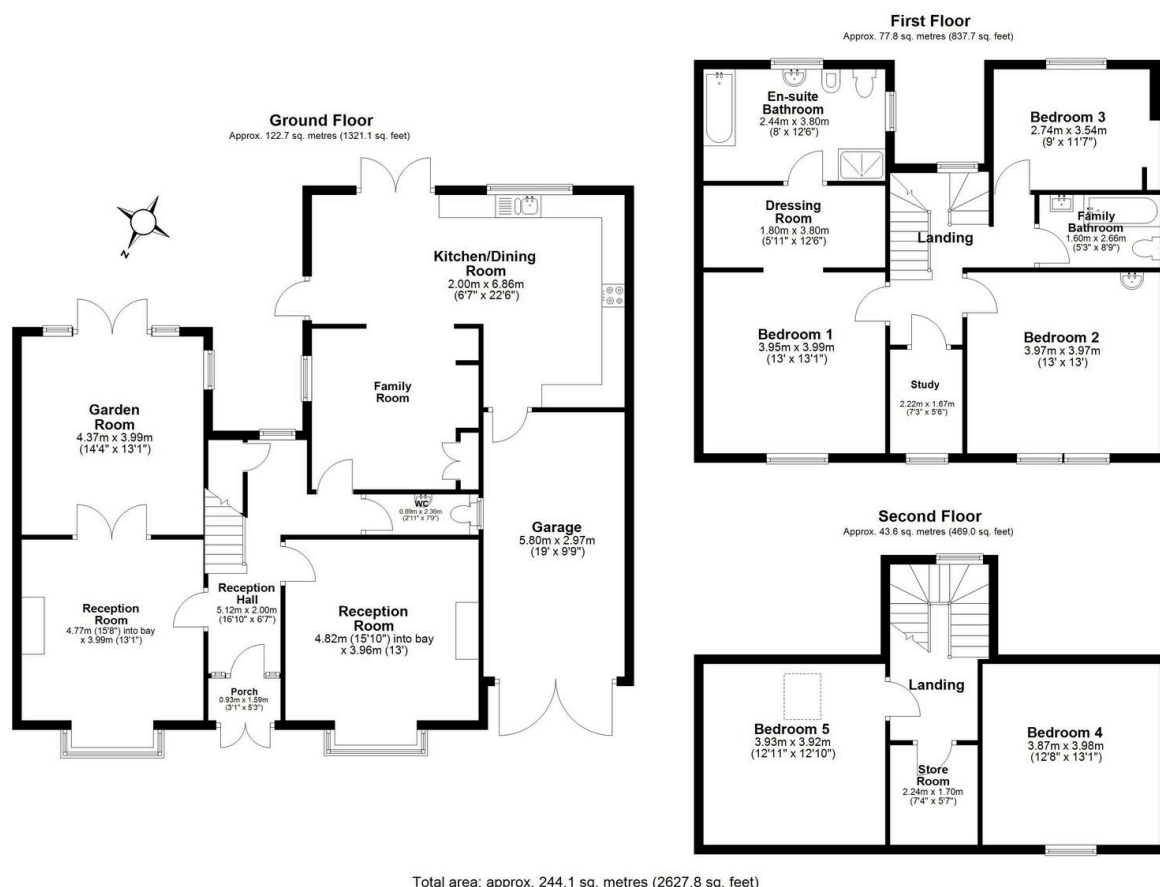 Ground Floor
Approx. 122.7 sq. metres (1321.1 sq. feet)
N
Kitchen/Dining
Room
2.00m x 6.86m
(6'7" x 22'6")
Family
Room
Garden
Room
4.37m x 3.99m
(14'4" x 13'1")
WC
0.89m x 2.36m
(2'11" x 7'9")
Garage
5.80m x 2.97m
(19' x 9'9")
Reception
Room
4.77m (15'8") into bay
x 3.99m (13'1")
Reception
Hall
5.12m x 2.00m
(16'10" x 6'7")
Reception
Room
4.82m (15'10") into bay
x 3.96m (13')
Porch
0.93m x 1.59m
(3'1" x 5'3")
First Floor
Approx. 77.8 sq. metres (837.7 sq. feet)
En-suite
Bathroom
2.44m x 3.80m
(8' x 12'6")
Bedroom 3
2.74m x 3.54m
(9' x 11'7")
Dressing
Room
1.80m x 3.80m
(5'11" x 12'6")
Landing
Family
Bathroom
1.60m x 2.66m
(5'3" x 8'9")
Bedroom 1
3.95m x 3.99m
(13' x 13'1")
Bedroom 2
3.97m x 3.97m
(13' x 13')
Study
2.22m x 1.67m
(7'3" x 5'6")
Second Floor
Approx. 43.6 sq. metres (469.0 sq. feet)
Landing
Bedroom 5
3.93m x 3.92m
(12'11" x 12'10")
Bedroom 4
3.87m x 3.98m
(12'8" x 13'1")
Store
Room
2.24m x 1.70m
(7'4" x 5'7")
Total area: approx. 244.1 sq. metres (2627.8 sq. feet)